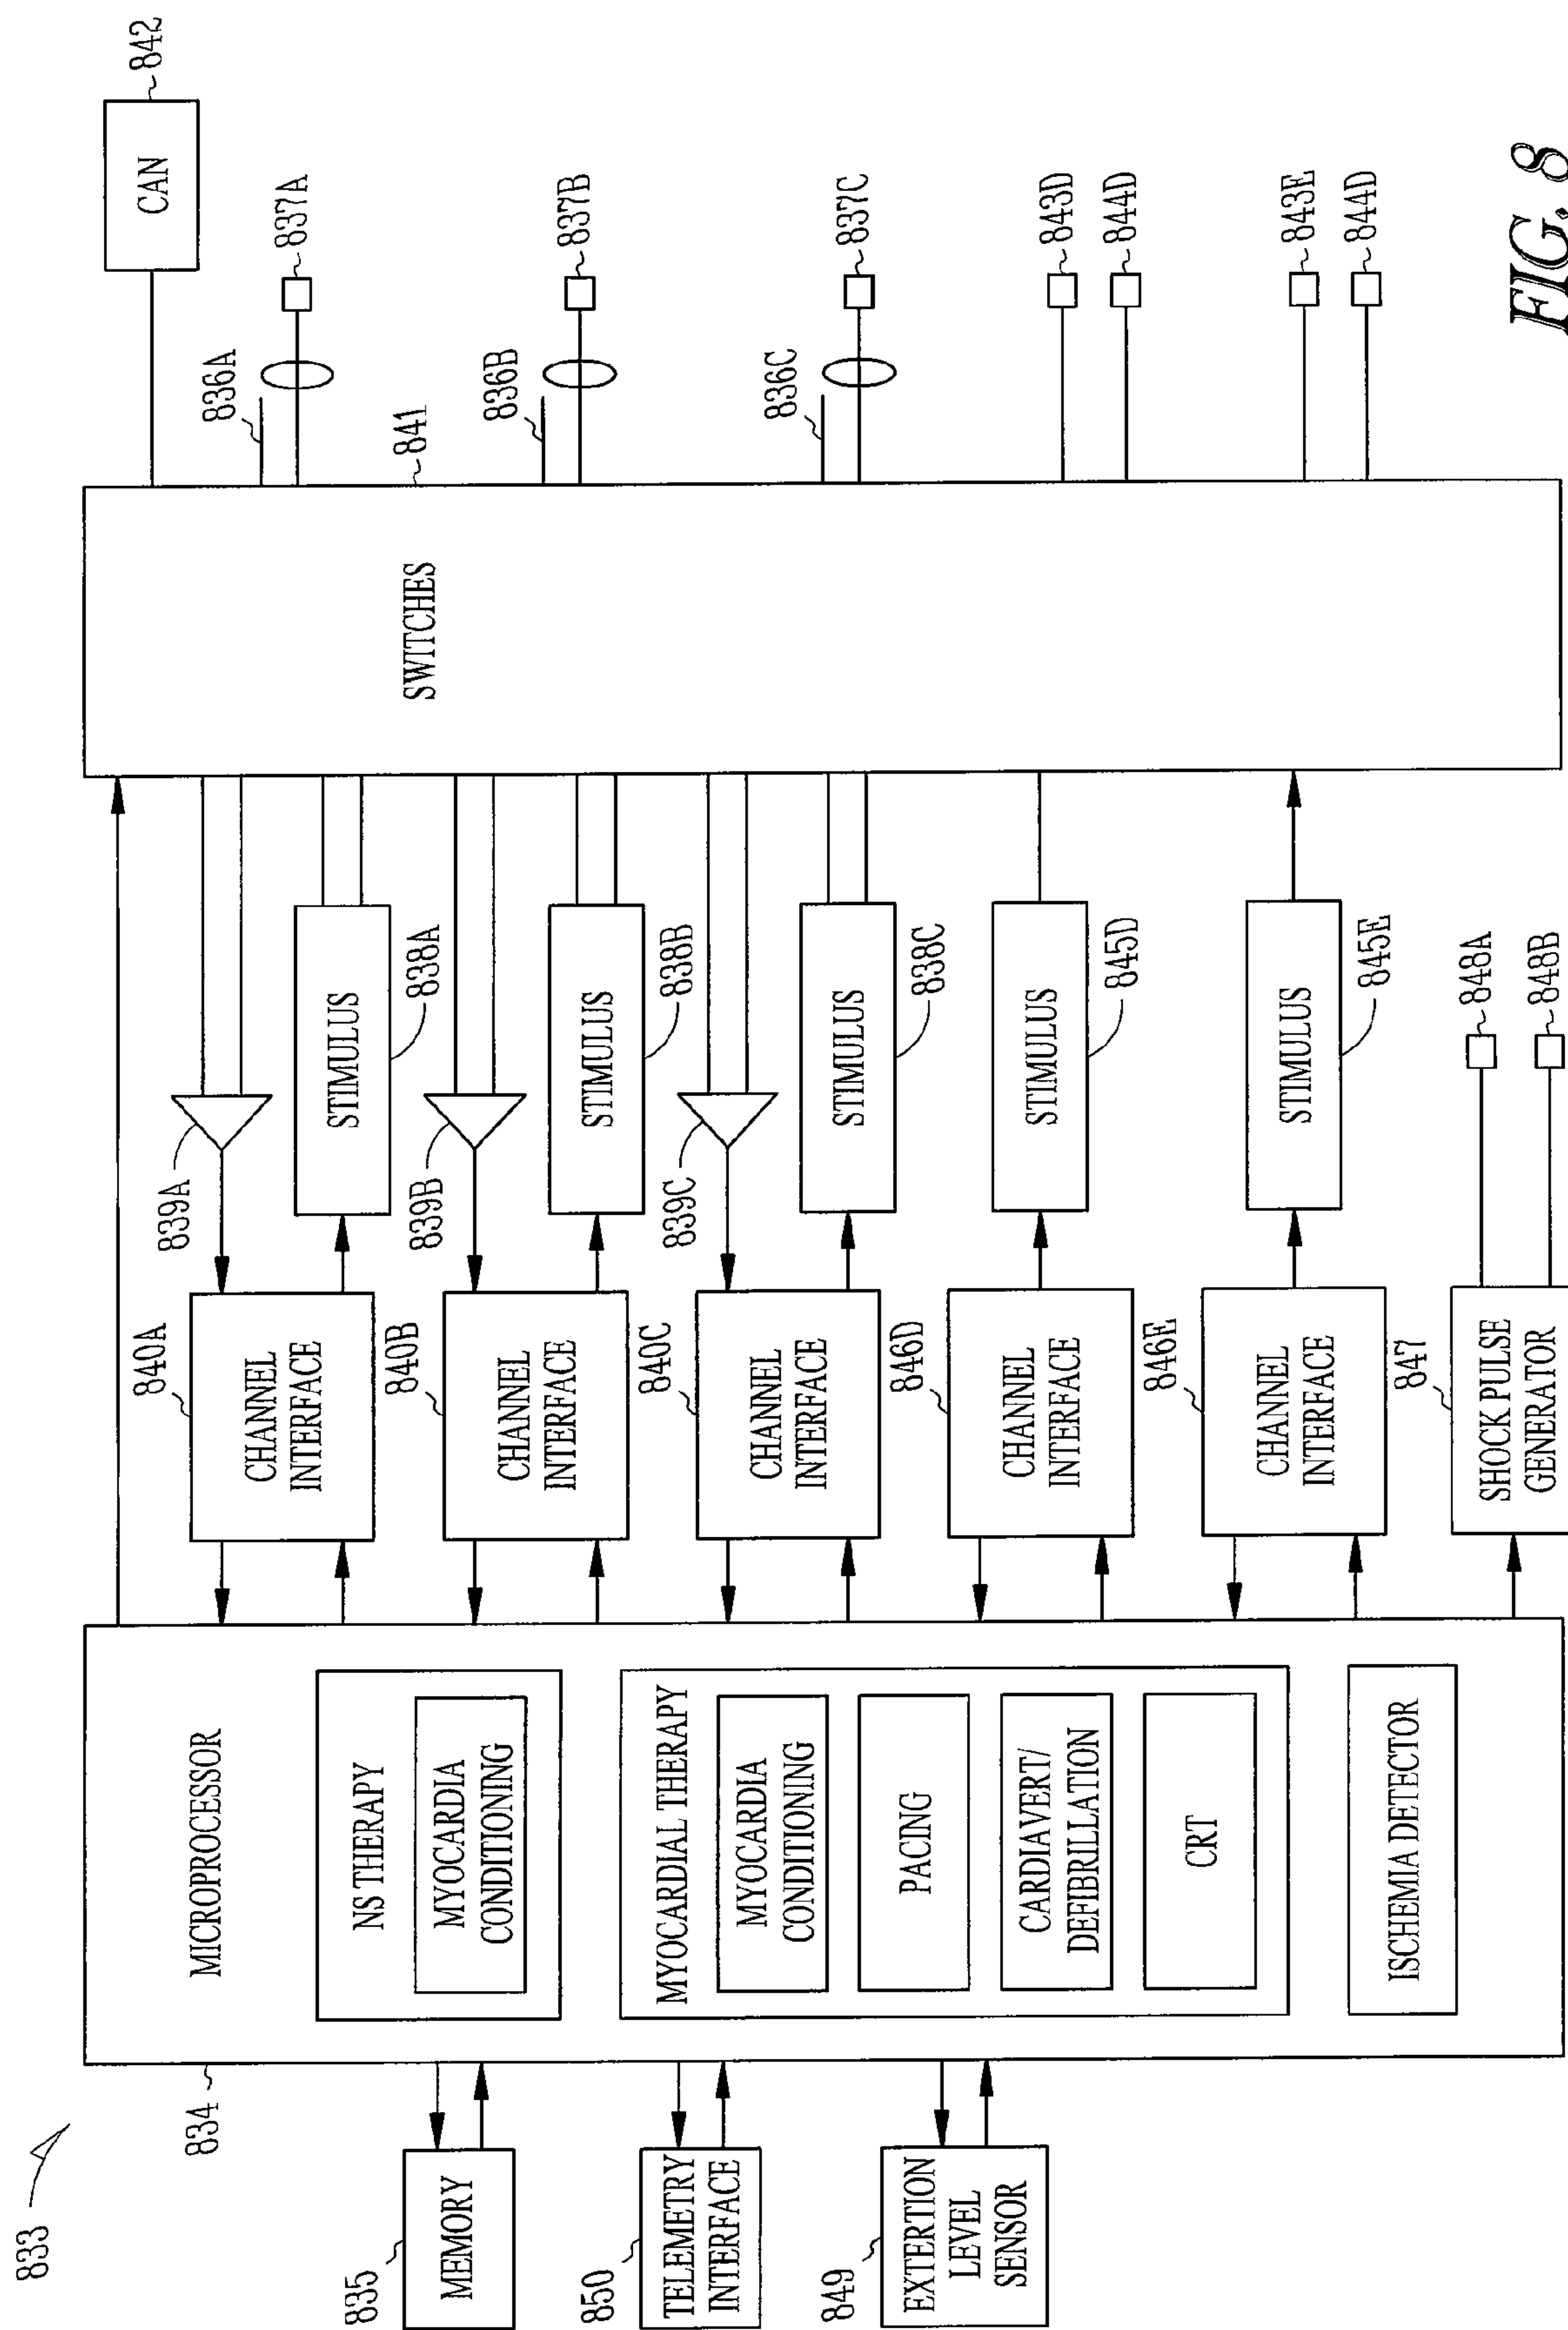 833
834
MICROPROCESSOR
NS THERAPY
MYOCARDIA
CONDITIONING
MYOCARDIAL THERAPY
MYOCARDIA
CONDITIONING
PACING
CARDIAVERT/
DEFIBRILLATION
CRT
ISCHEMIA DETECTOR
835
MEMORY
850
TELEMETRY
INTERFACE
849
EXTERTION
LEVEL
SENSOR
840A
CHANNEL
INTERFACE
839A
STIMULUS
838A
840B
CHANNEL
INTERFACE
839B
STIMULUS
838B
840C
CHANNEL
INTERFACE
839C
STIMULUS
838C
846D
CHANNEL
INTERFACE
STIMULUS
845D
846E
CHANNEL
INTERFACE
STIMULUS
845E
847
SHOCK PULSE
GENERATOR
848A
848B
SWITCHES
841
CAN
842
836A
837A
836B
837B
836C
837C
843D
844D
843E
844D
FIG. 8